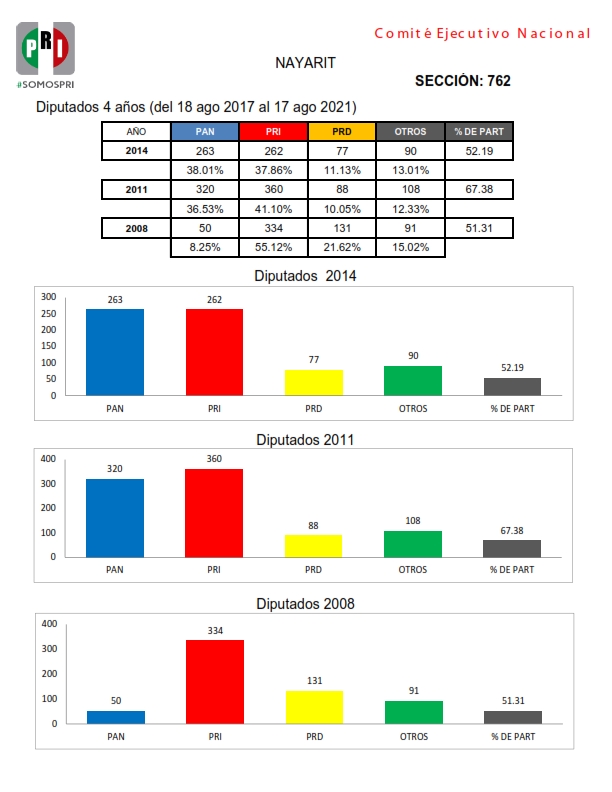 Comité Ejecutivo Nacional
PRI
#SOMOSPRI
NAYARIT
SECCIÓN: 762
Diputados 4 años (del 18 ago 2017 al 17 ago 2021)
AÑO PAN PRI PRD OTROS % DE PART
2014 263 262 77 90 52.19
38.01% 37.86% 11.13% 13.01%
2011 320 360 88 108 67.38
36.53% 41.10% 10.05% 12.33%
2008 50 334 131 91 51.31
8.25% 55.12% 21.62% 15.02%
Diputados 2014
300
250
200
150
100
50
0
263 262 77 90 52.19
PAN PRI PRD OTROS % DE PART
Diputados 2011
400
300
200
100
0
320 360 88 108 67.38
PAN PRI PRD OTROS % DE PART
Diputados 2008
400
300
200
100
0
50 334 131 91 51.31
PAN PRI PRD OTROS % DE PART